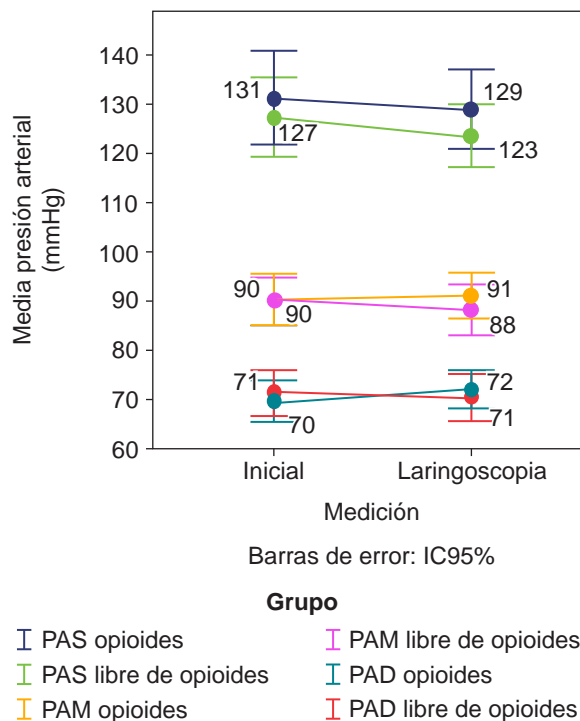 Media presión arterial
(mmHg)
140
130
120
110
100
90
80
70
60
131
127
129
123
90
90
91
88
71
70
72
71
Inicial
Laringoscopia
Medición
Barras de error: IC95%
Grupo
PAS opioides
PAS libre de opioides
PAM opioides
PAM libre de opioides
PAD opioides
PAD libre de opioides